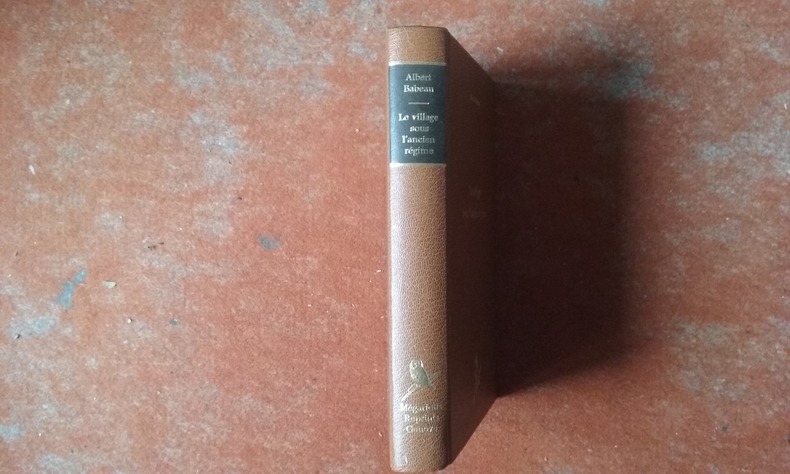 Albert
Babeau
Le village
sous
l'ancien
régime
Mégariotis
Reprints
Genève